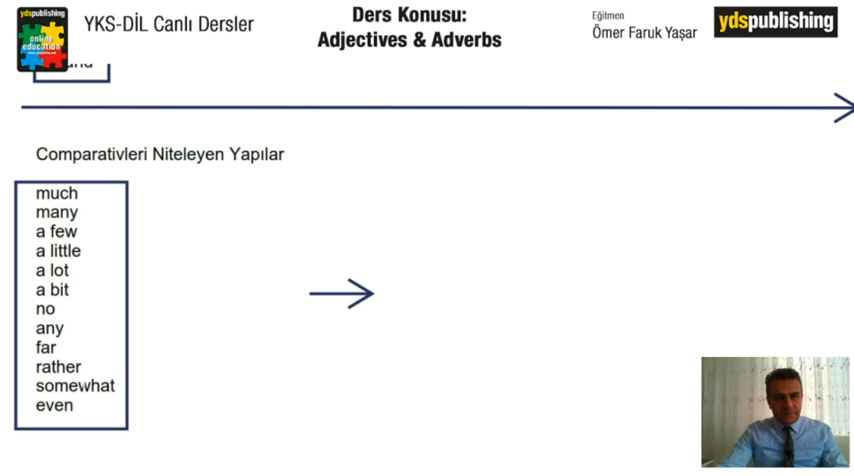 ydspublishing
online
education
YKS-DİL Canlı Dersler
Ders Konusu:
Adjectives & Adverbs
Eğitmen
Ömer Faruk Yaşar
ydspublishing
Comparativleri Niteleyen Yapılar
much
many
a few
a little
a lot
a bit
no
any
far
rather
somewhat
even